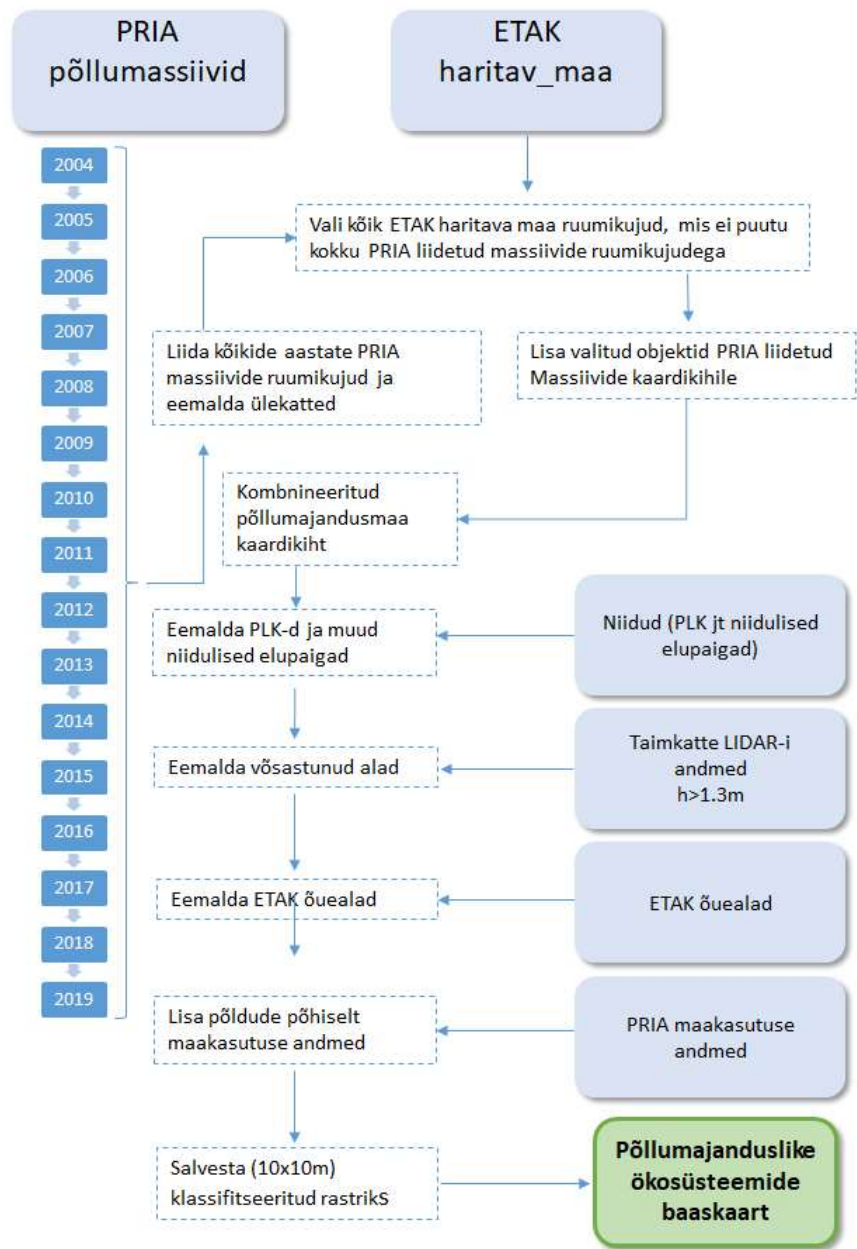 PRIA
põllumassiivid
ETAK
haritav_maa
2004
2005
2006
2007
2008
2009
2010
2011
2012
2013
2014
2015
2016
2017
2018
2019
Vali kõik ETAK haritava maa ruumikujud, mis ei puutu
kokku PRIA liidetud massiivide ruumikujudega
Liida kõikide aastate PRIA
massiivide ruumikujud ja
eemalda ülekatted
Lisa valitud objektid PRIA liidetud
Massiivide kaardikihile
Kombnineeritud
põllumajandusmaa
kaardikiht
Eemalda PLK-d ja muud
niidulised elupaigad
Niidud (PLK jt niidulised
elupaigad)
Eemalda võsastunud alad
Taimkatte LIDAR-i
andmed
h>1.3m
Eemalda ETAK õuealad
ETAK õuealad
Lisa põldude põhiselt
maakasutuse andmed
PRIA maakasutuse
andmed
Salvesta (10x10m)
klassifitseeritud rastriks
Põllumajanduslike
ökosüsteemide
baaskaart